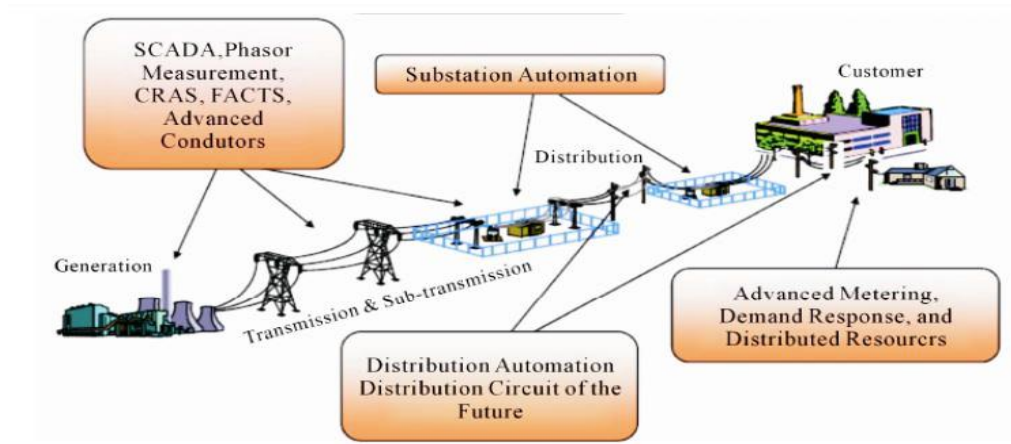 SCADA,Phasor
Measurement,
CRAS, FACTS,
Advanced
Condutors
Substation Automation
Customer
Distribution
Generation
Transmission & Sub-transmission
Advanced Metering,
Demand Response, and
Distributed Resourcrs
Distribution Automation
Distribution Circuit of the
Future